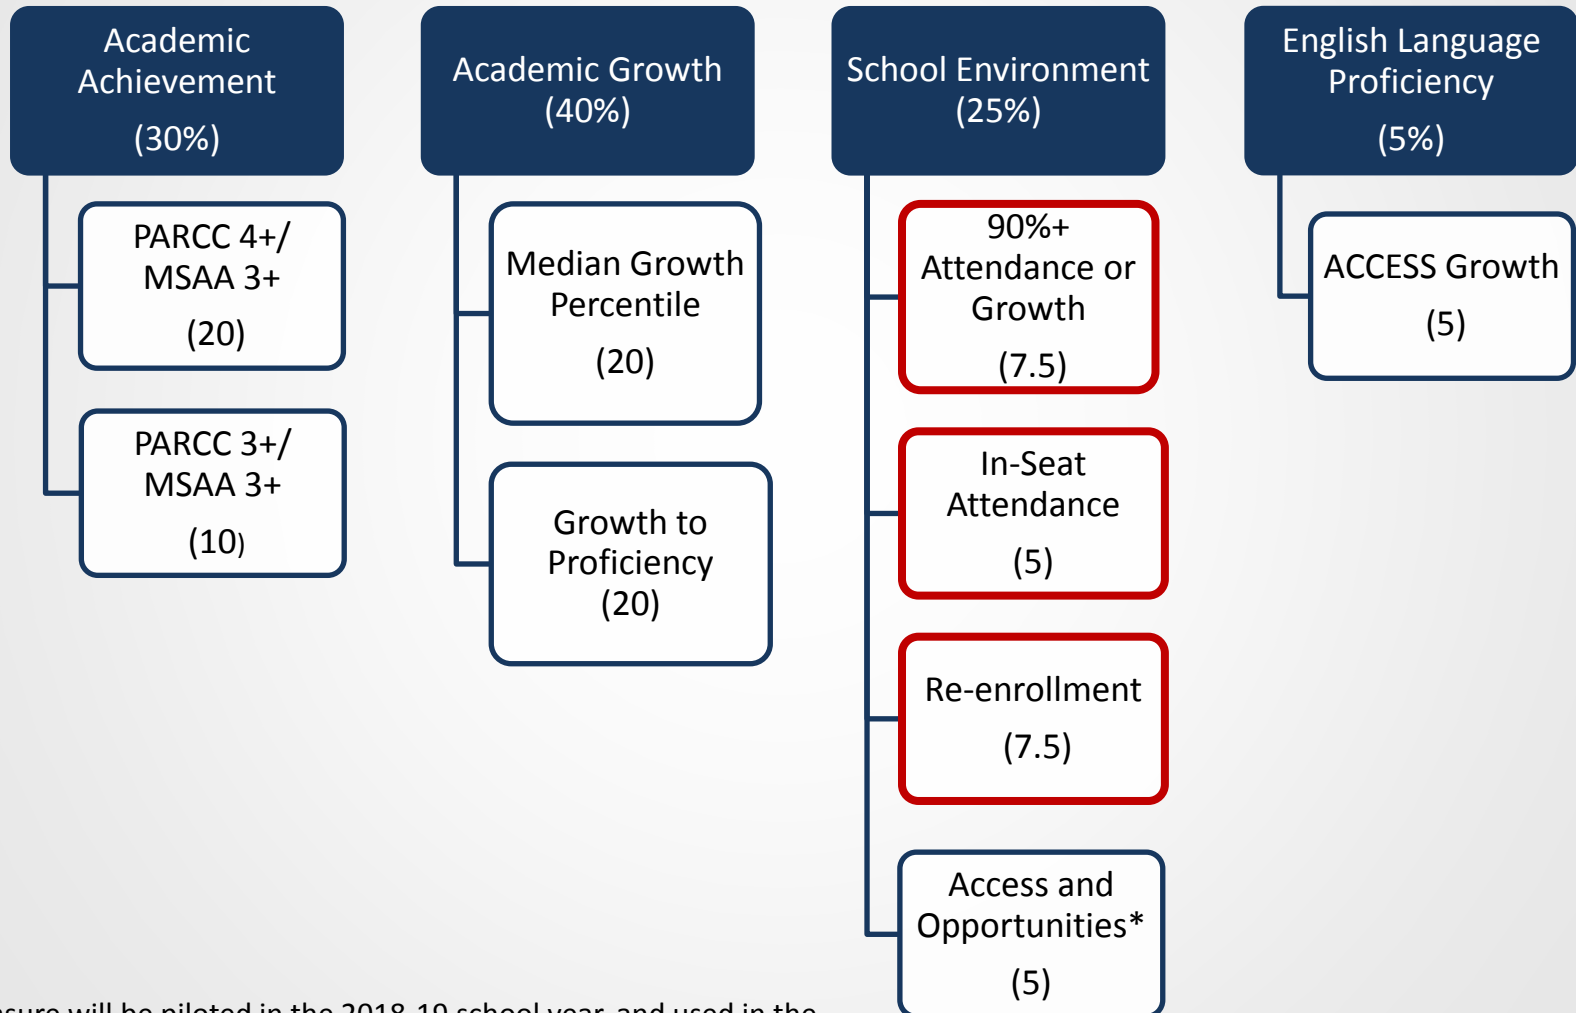 Academic
Achievement
(30%)
PARCC 4+/
MSAA 3+
(20)
PARCC 3+/
MSAA 3+
(10)
Academic Growth
(40%)
Median Growth
Percentile
(20)
Growth to
Proficiency
(20)
School Environment
(25%)
90%+
Attendance or
Growth
(7.5)
In-Seat
Attendance
(5)
Re-enrollment
(7.5)
Access and
Opportunities*
(5)
English Language
Proficiency
(5%)
ACCESS Growth
(5)
will be piloted in the 2018-19 school year, and used in the